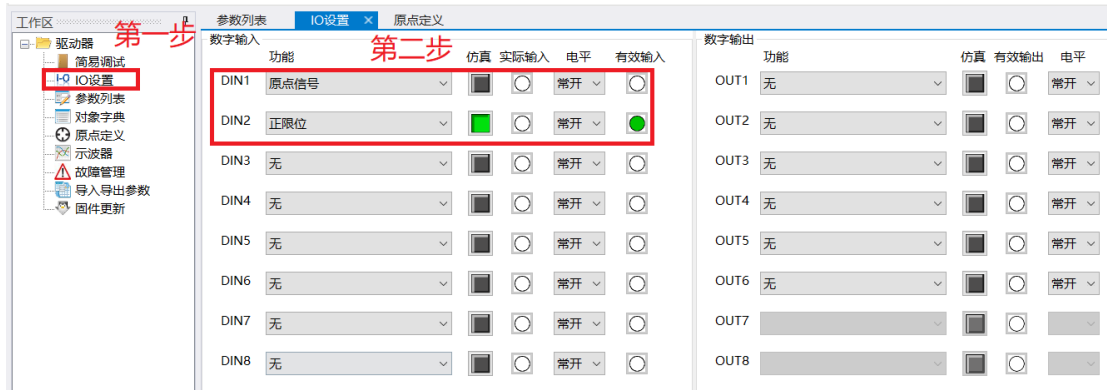 工作区
第一步
驱动器
简易调试
I-O IO设置
参数列表
对象字典
原点定义
示波器
故障管理
导入导出参数
固件更新
参数列表 IO设置 × 原点定义
数字输入
第二步
功能 仿真 实际输入 电平 有效输入
DIN1 原点信号 常开
DIN2 正限位 常开
DIN3 无 常开
DIN4 无 常开
DIN5 无 常开
DIN6 无 常开
DIN7 无 常开
DIN8 无 常开
数字输出
功能 仿真 有效输出 电平
OUT1 无 常开
OUT2 无 常开
OUT3 无 常开
OUT4 无 常开
OUT5 无 常开
OUT6 无 常开
OUT7
OUT8